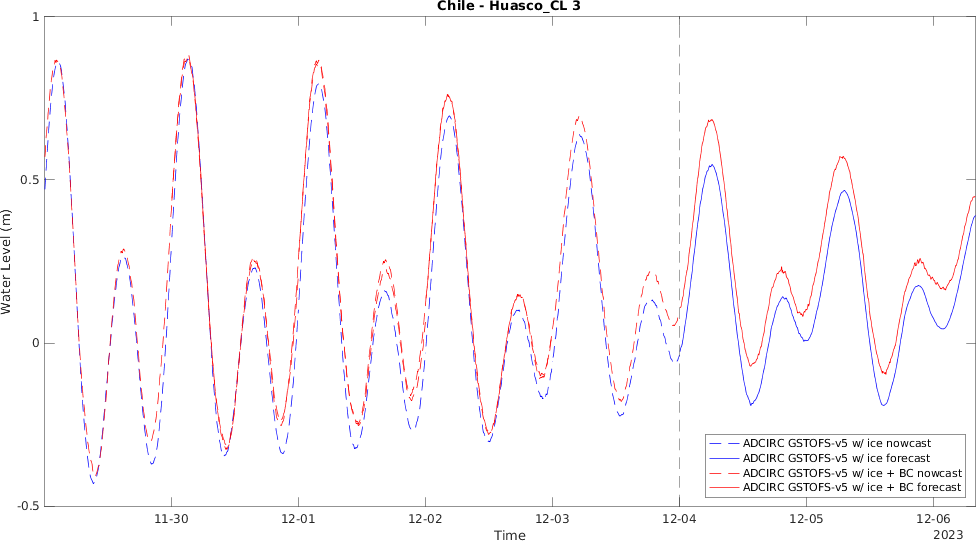 Chile - Huasco_CL 3
1
0.5
0
-0.5
Water Level (m)
11-30
12-01
12-02
12-03
12-04
12-05
12-06
Time
2023
ADCIRC GSTOFS-v5 w/ ice nowcast
ADCIRC GSTOFS-v5 w/ ice forecast
ADCIRC GSTOFS-v5 w/ ice + BC nowcast
ADCIRC GSTOFS-v5 w/ ice + BC forecast